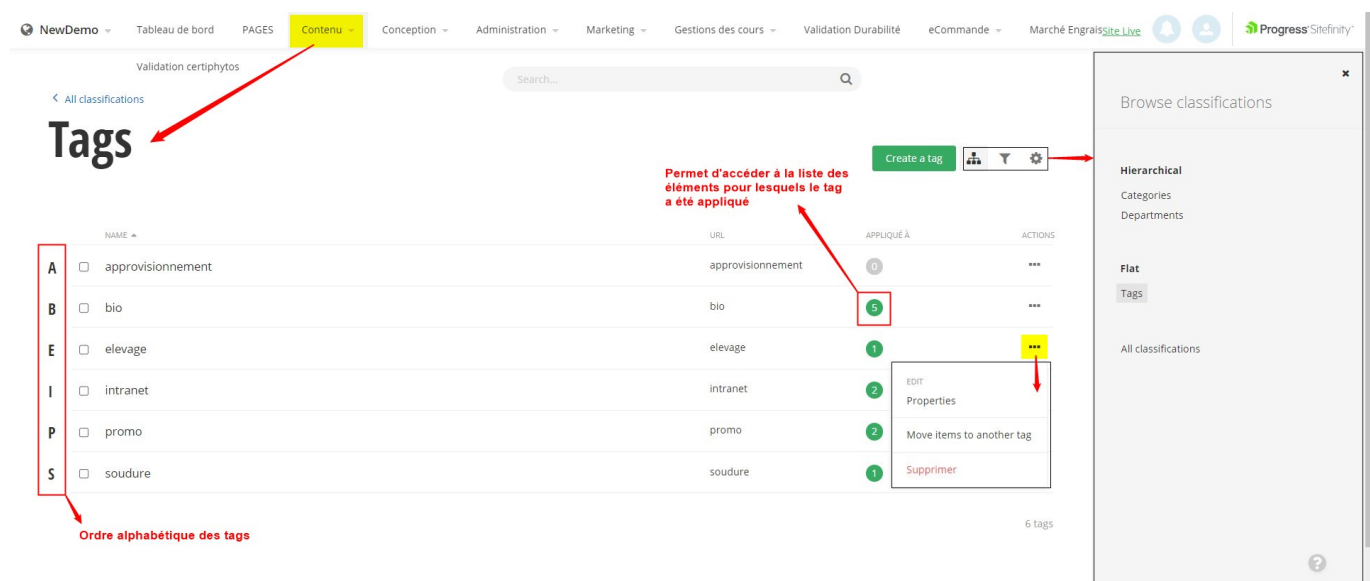 NewDemo
Tableau de bord
PAGES
Contenu
Conception
Administration
Marketing
Gestions des cours
Validation Durabilité
eCommande
Marché Engrais
Site Live
Progress Sitefinity
Validation certiphytos
Search...
All classifications
Tags
Create a tag
Permet d'accéder à la liste des
éléments pour lesquels le tag
a été appliqué
NAME
URL
APPLIQUÉ À
ACTIONS
A approvisionnement approvisionnement 0
B bio bio 5
E elevage elevage 1
I intranet intranet 2
P promo promo 2
S soudure soudure 1
EDIT
Properties
Move items to another tag
Supprimer
Ordre alphabétique des tags
6 tags
Browse classifications
Hierarchical
Categories
Departments
Flat
Tags
All classifications